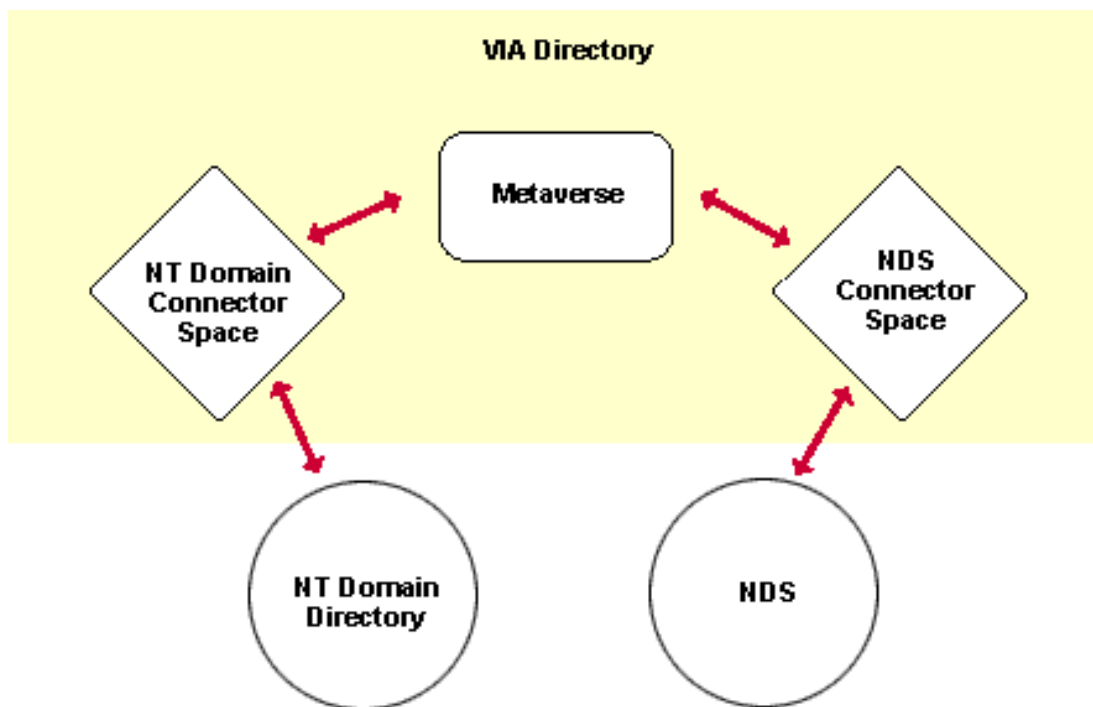 VIA Directory
Metaverse
NT Domain
Connector
Space
NDS
Connector
Space
NT Domain
Directory
NDS